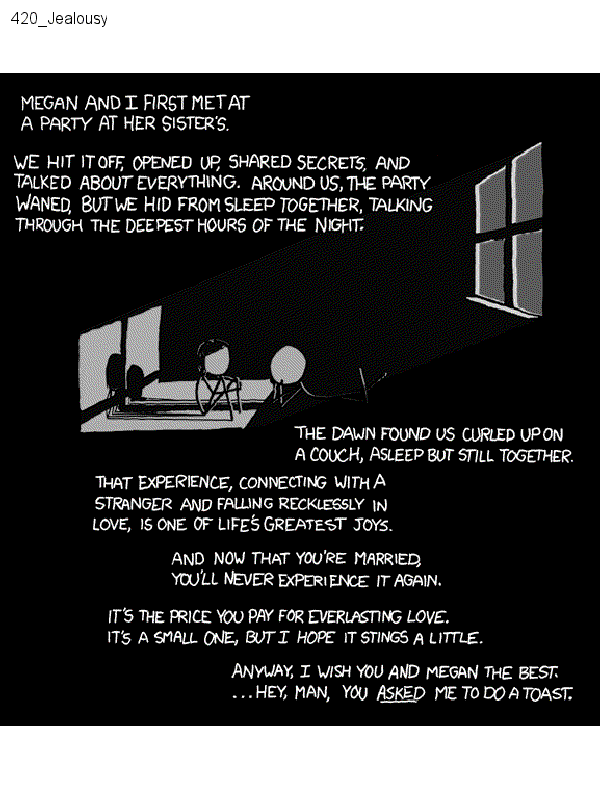 420_Jealousy
MEGAN AND I FIRST MET AT
A PARTY AT HER SISTER'S.
WE HIT IT OFF, OPENED UP, SHARED SECRETS, AND
TALKED ABOUT EVERYTHING. AROUND US, THE PARTY
WANED, BUT WE HID FROM SLEEP TOGETHER, TALKING
THROUGH THE DEEPEST HOURS OF THE NIGHT.
THE DAWN FOUND US CURLED UP ON
A COUCH, ASLEEP BUT STILL TOGETHER.
THAT EXPERIENCE, CONNECTING WITH A
STRANGER AND FALLING RECKLESSLY IN
LOVE, IS ONE OF LIFE'S GREATEST JOYS.
AND NOW THAT YOU'RE MARRIED,
YOU'LL NEVER EXPERIENCE IT AGAIN.
IT'S THE PRICE YOU PAY FOR EVERLASTING LOVE.
IT'S A SMALL ONE, BUT I HOPE IT STINGS A LITTLE.
ANYWAY, I WISH YOU AND MEGAN THE BEST.
...HEY, MAN, YOU ASKED ME TO DO A TOAST.